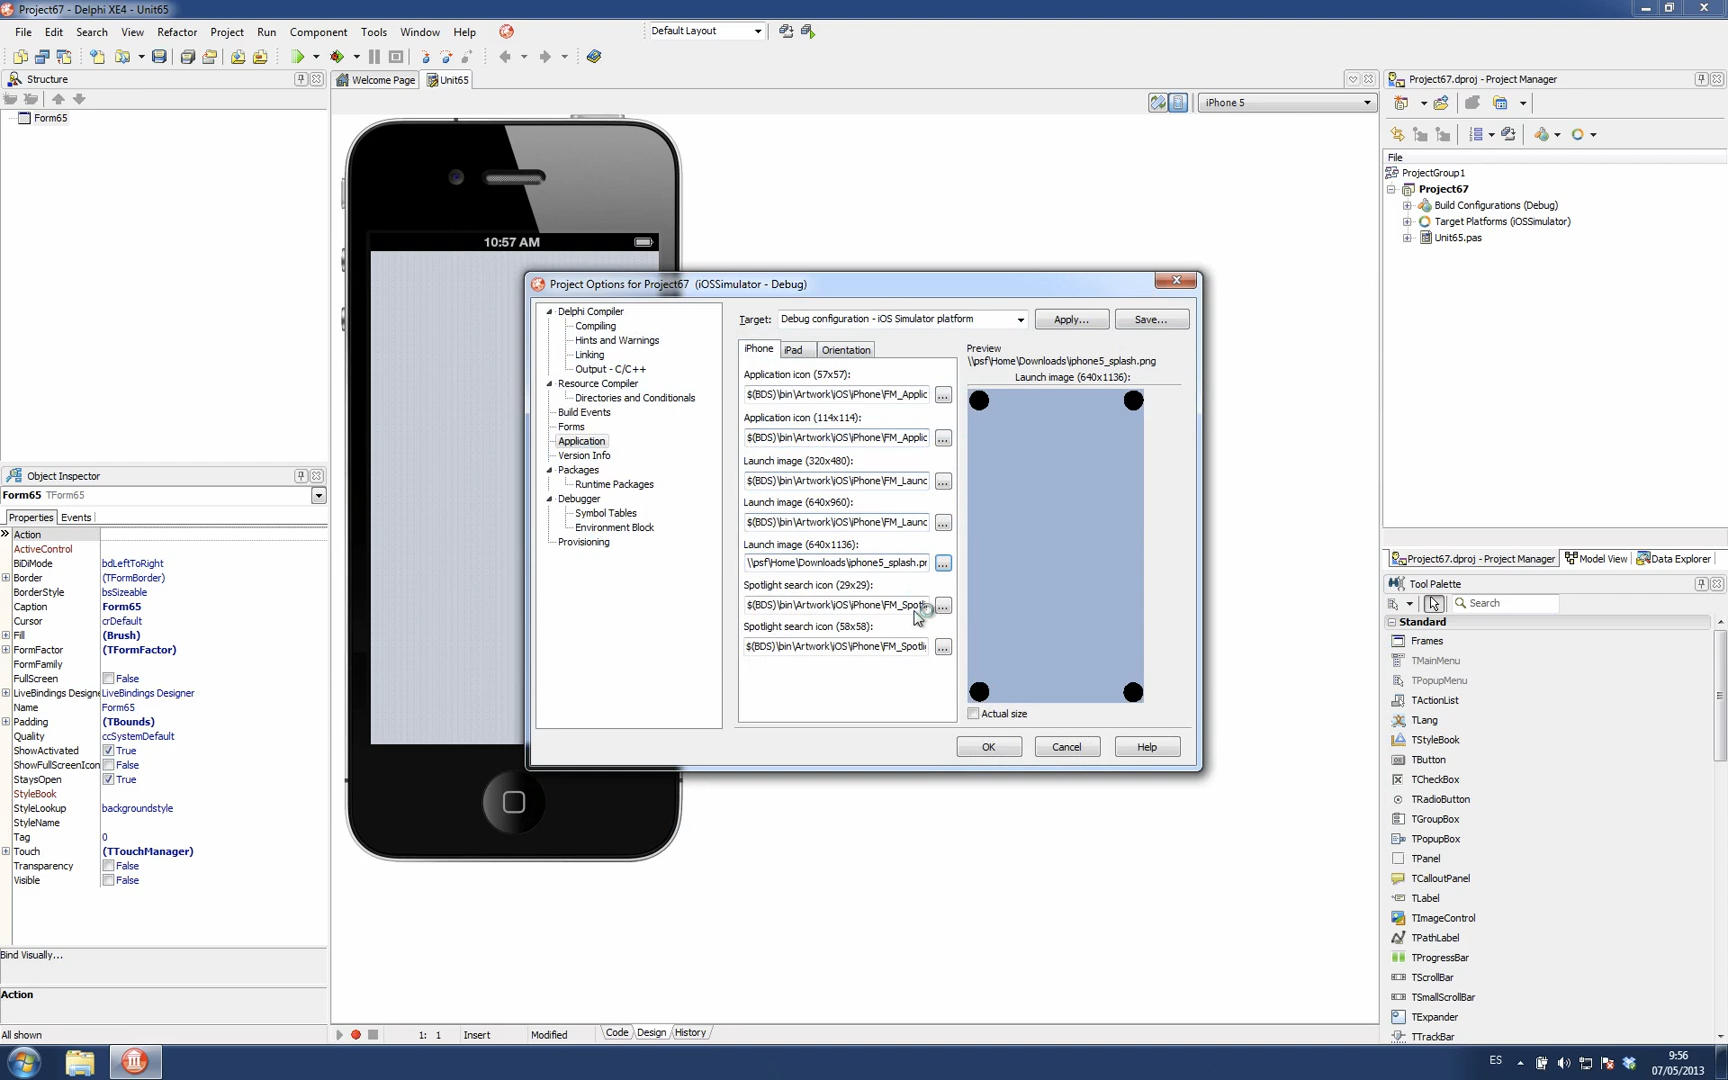 Project67 - Delphi XE4 - Unit65
File Edit Search View Refactor Project Run Component Tools Window Help
Default Layout
Structure
Form65
Welcome Page Unit65
iPhone 5
10:57 AM
Project67.dproj - Project Manager
File
ProjectGroup1
Project67
Build Configurations (Debug)
Target Platforms (iOSSimulator)
Unit65.pas
Project Options for Project67 (iOSSimulator - Debug)
Delphi Compiler
Compiling
Hints and Warnings
Linking
Output - C/C++
Resource Compiler
Directories and Conditionals
Build Events
Forms
Application
Version Info
Packages
Runtime Packages
Debugger
Symbol Tables
Environment Block
Provisioning
Target: Debug configuration - iOS Simulator platform Apply... Save...
iPhone iPad Orientation
Application icon (57x57):
$(BDS)\bin\Artwork\iOS\iPhone\FM_Applic ...
Application icon (114x114):
$(BDS)\bin\Artwork\iOS\iPhone\FM_Applic ...
Launch image (320x480):
$(BDS)\bin\Artwork\iOS\iPhone\FM_Launc ...
Launch image (640x960):
$(BDS)\bin\Artwork\iOS\iPhone\FM_Launc ...
Launch image (640x1136):
\\psf\Home\Downloads\iphone5_splash.pr ...
Spotlight search icon (29x29):
$(BDS)\bin\Artwork\iOS\iPhone\FM_Spotli ...
Spotlight search icon (58x58):
$(BDS)\bin\Artwork\iOS\iPhone\FM_Spotli ...
Preview
\\psf\Home\Downloads\iphone5_splash.png
Launch image (640x1136):
Actual size
OK Cancel Help
Object Inspector
Form65 TForm65
Properties Events
Action
ActiveControl
BiDiMode bdLeftToRight
Border (TFormBorder)
BorderStyle bsSizeable
Caption Form65
Cursor crDefault
Fill (Brush)
FormFactor (TFormFactor)
FormFamily
FullScreen False
LiveBindings Designe LiveBindings Designer
Name Form65
Padding (TBounds)
Quality ccSystemDefault
ShowActivated True
ShowFullScreenIcon False
StaysOpen True
StyleBook
StyleLookup backgroundstyle
StyleName
Tag 0
Touch (TTouchManager)
Transparency False
Visible False
Bind Visually...
Action
All shown
1: 1 Insert Modified Code Design History
Project67.dproj - Project Manager Model View Data Explorer
Tool Palette
Search
Standard
Frames
TMainMenu
TPopupMenu
TActionList
TLang
TStyleBook
TButton
TCheckBox
TRadioButton
TGroupBox
TPopupBox
TPanel
TCalloutPanel
TLabel
TImageControl
TPathLabel
TProgressBar
TScrollBar
TSmallScrollBar
TExpander
TTrackBar
ES
9:56
07/05/2013